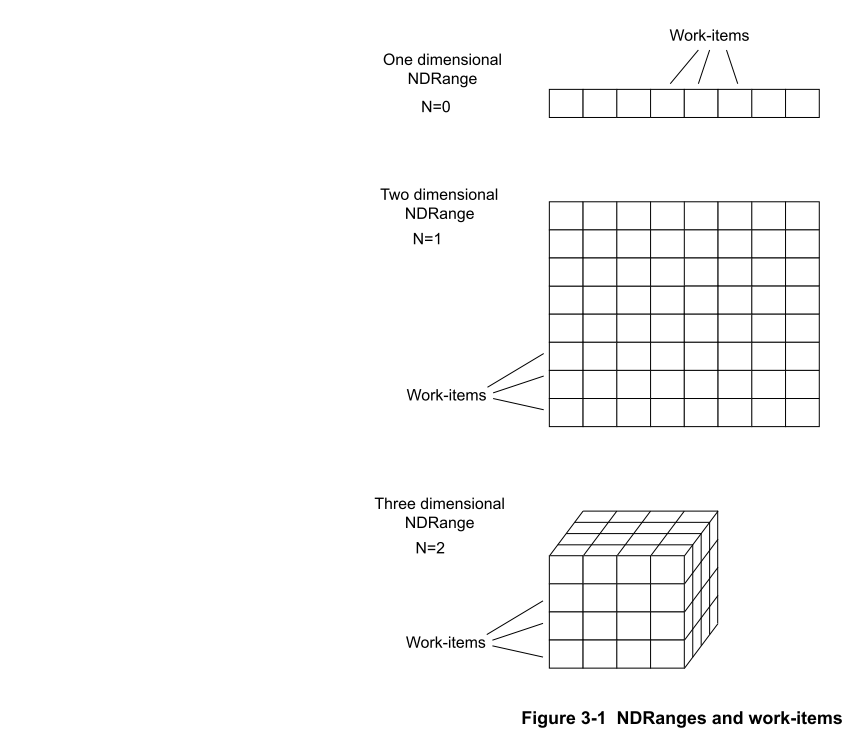 Work-items
One dimensional
NDRange
N=0
Two dimensional
NDRange
N=1
Work-items
Three dimensional
NDRange
N=2
Work-items
Figure 3-1 NDRanges and work-items